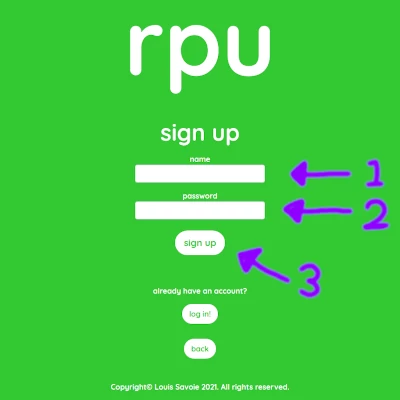 rpu
sign up
name
1
password
2
sign up
3
already have an account?
log in!
back
Copyright© Louis Savoie 2021. All rights reserved.